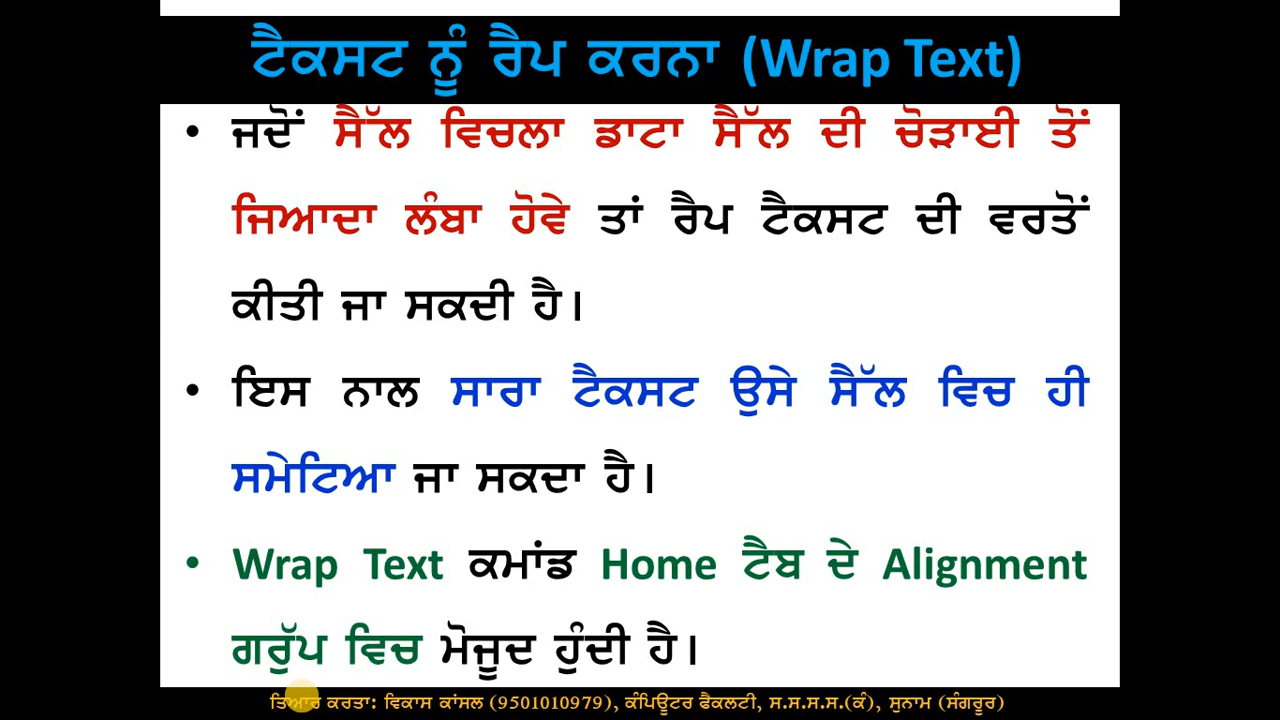 ਟੈਕਸਟ ਨੂੰ ਰੈਪ ਕਰਨਾ (Wrap Text)
• ਜਦੋਂ ਸੈੱਲ ਵਿਚਲਾ ਡਾਟਾ ਸੈੱਲ ਦੀ ਚੋੜਾਈ ਤੋਂ
ਜਿਆਦਾ ਲੰਬਾ ਹੋਵੇ ਤਾਂ ਰੈਪ ਟੈਕਸਟ ਦੀ ਵਰਤੋਂ
ਕੀਤੀ ਜਾ ਸਕਦੀ ਹੈ।
• ਇਸ ਨਾਲ ਸਾਰਾ ਟੈਕਸਟ ਉਸੇ ਸੈੱਲ ਵਿਚ ਹੀ
ਸਮੇਟਿਆ ਜਾ ਸਕਦਾ ਹੈ।
• Wrap Text ਕਮਾਂਡ Home ਟੈਬ ਦੇ Alignment
ਗਰੁੱਪ ਵਿਚ ਮੋਜੂਦ ਹੁੰਦੀ ਹੈ।
ਤਿਆਰ ਕਰਤਾ: ਵਿਕਾਸ ਕਾਂਸਲ (9501010979), ਕੰਪਿਊਟਰ ਫੈਕਲਟੀ, ਸ.ਸ.ਸ.ਸ.(ਕੰ), ਸੁਨਾਮ (ਸੰਗਰੂਰ)